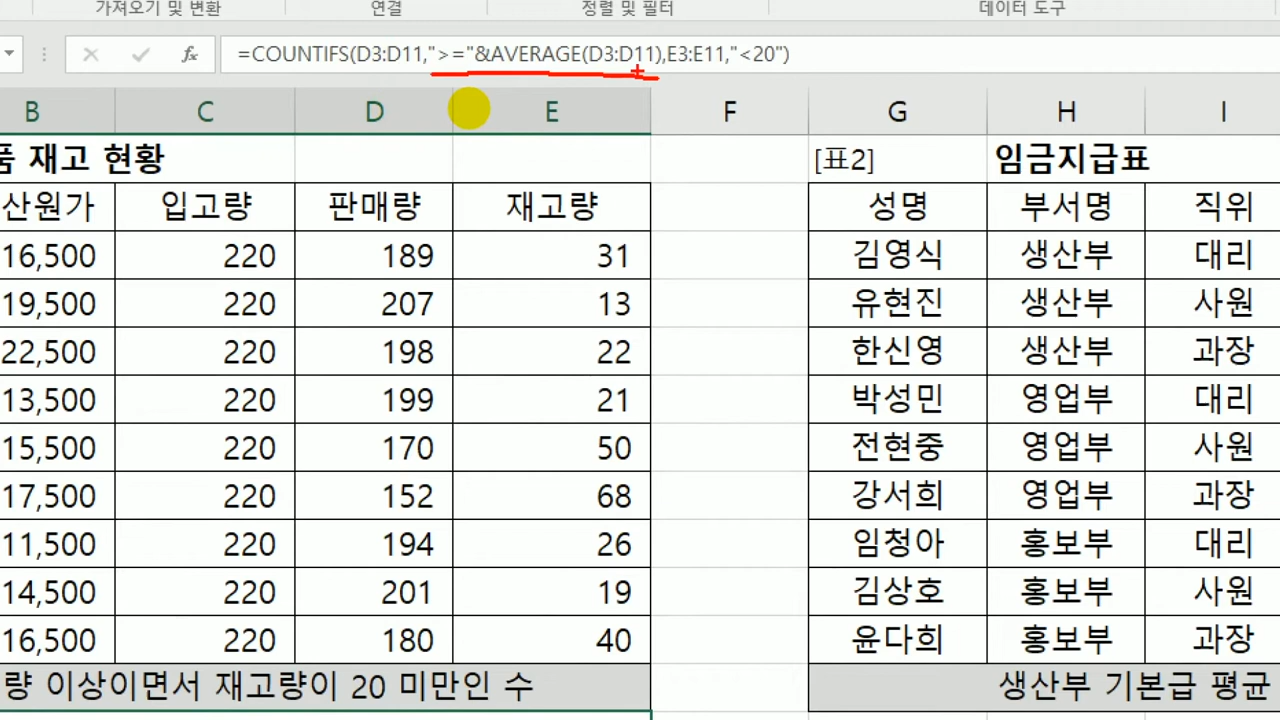 가져오기 및 변환 연결 정렬 및 필터 데이터 도구
fx =COUNTIFS(D3:D11,">="&AVERAGE(D3:D11),E3:E11,"<20")
B C D E F G H I
품 재고 현황 [표2] 임금지급표
산원가 입고량 판매량 재고량 성명 부서명 직위
16,500 220 189 31 김영식 생산부 대리
19,500 220 207 13 유현진 생산부 사원
22,500 220 198 22 한신영 생산부 과장
13,500 220 199 21 박성민 영업부 대리
15,500 220 170 50 전현중 영업부 사원
17,500 220 152 68 강서희 영업부 과장
11,500 220 194 26 임청아 홍보부 대리
14,500 220 201 19 김상호 홍보부 사원
16,500 220 180 40 윤다희 홍보부 과장
량 이상이면서 재고량이 20 미만인 수 생산부 기본급 평균